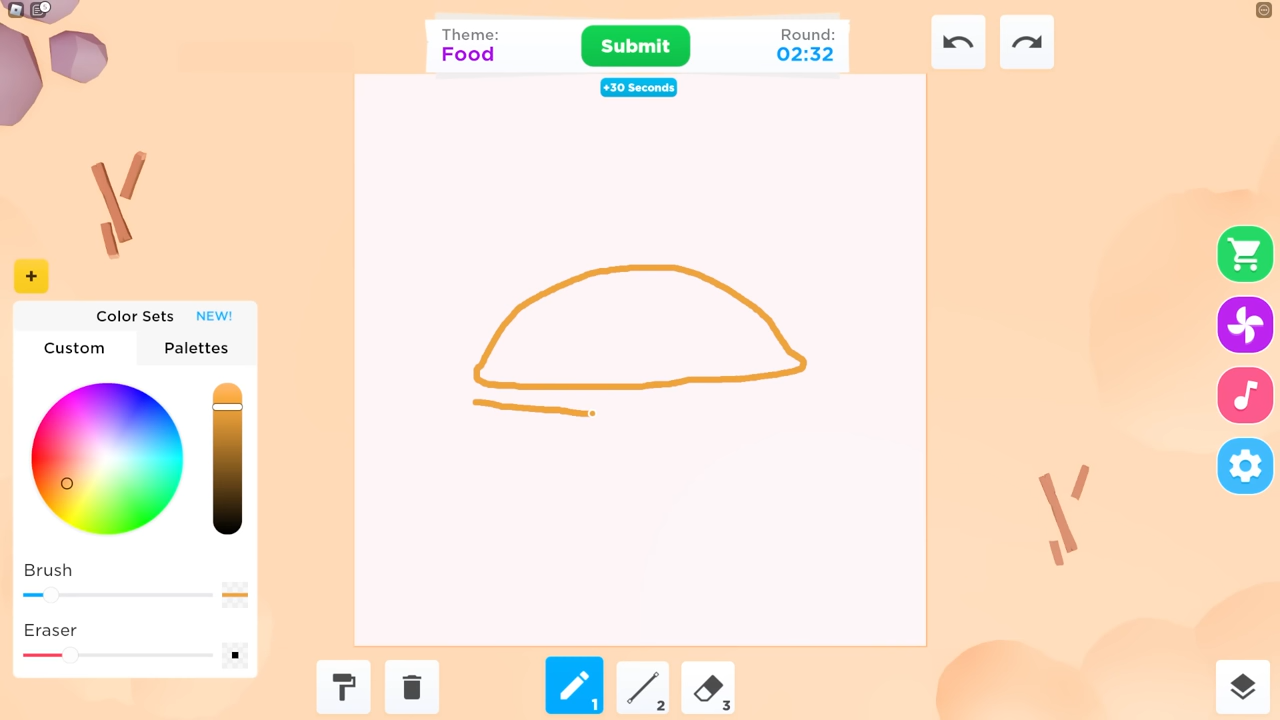 Theme:
Food
Submit
Round:
02:32
+30 Seconds
+
Color Sets NEW!
Custom Palettes
Brush
Eraser
1
2
3